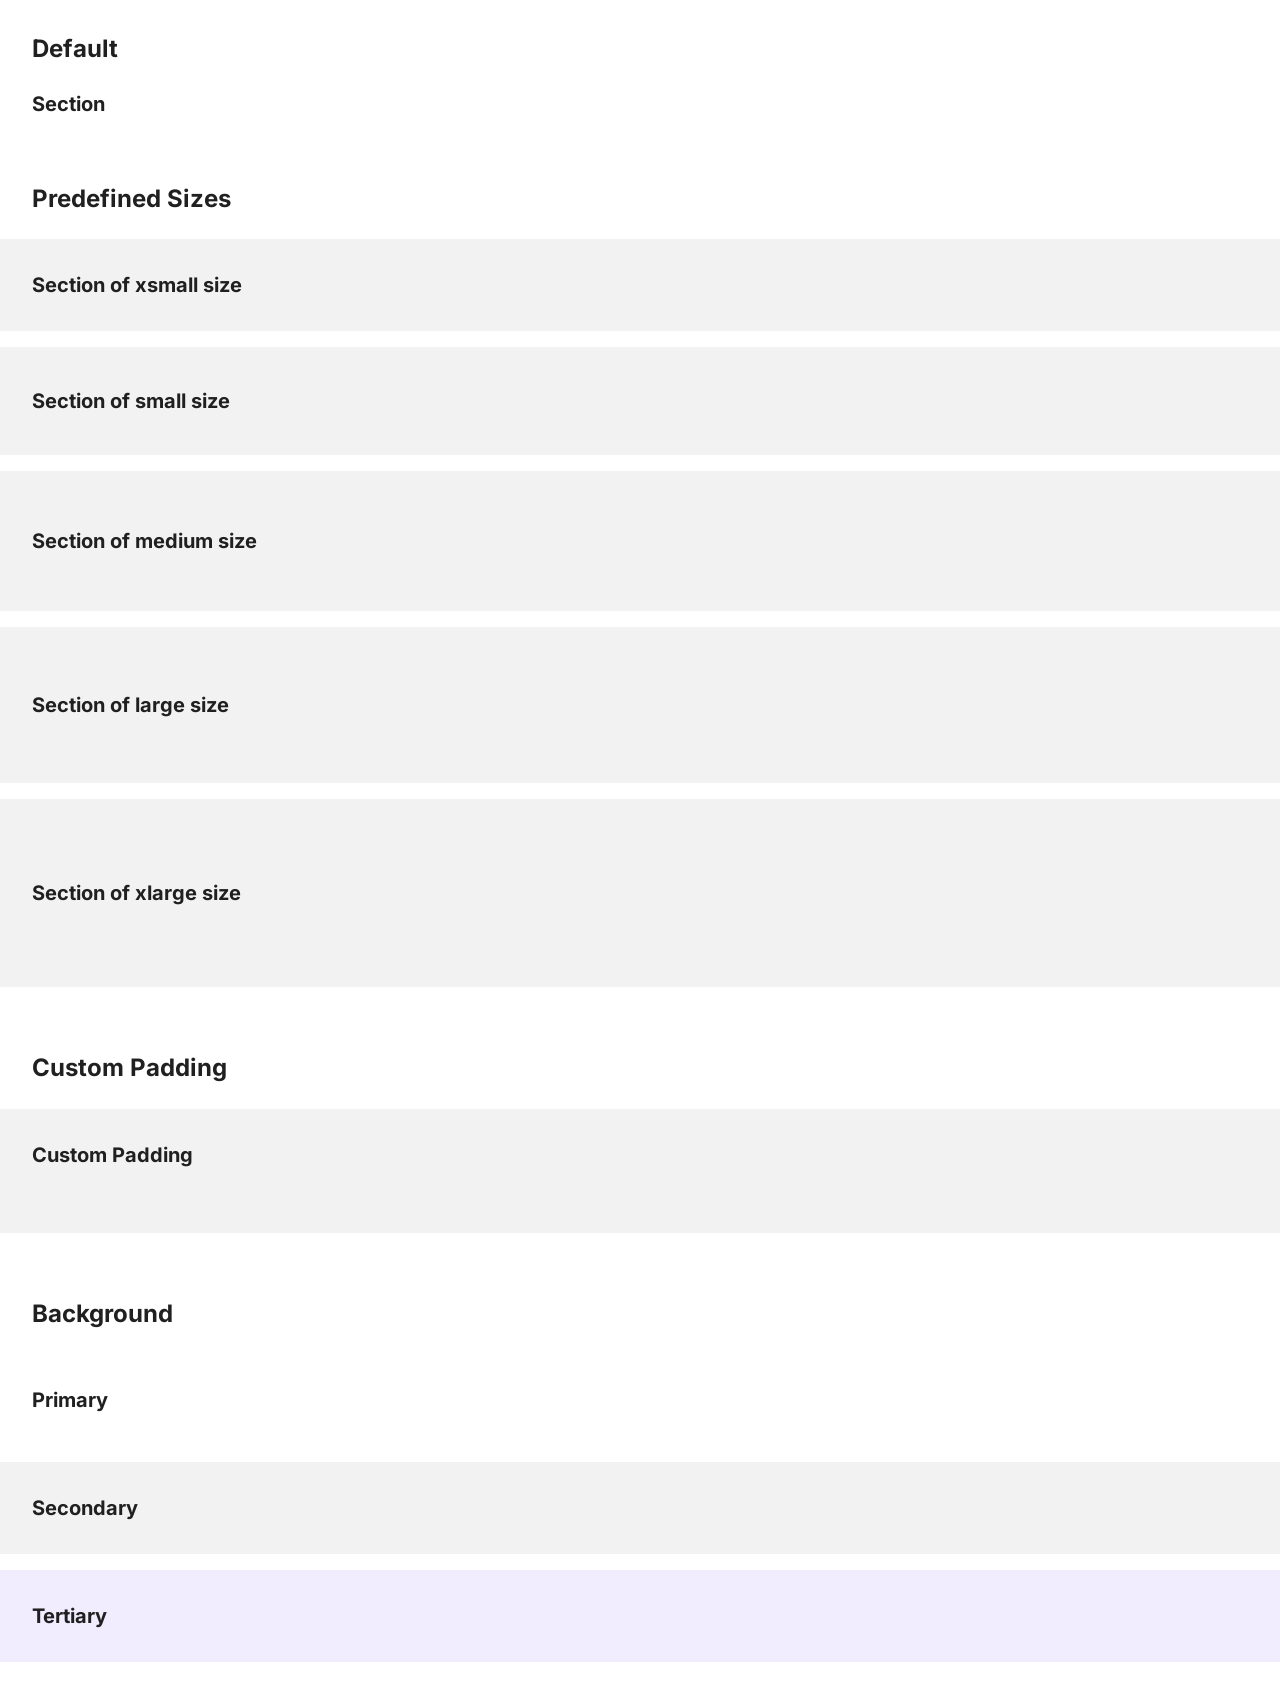 Default
Section
Predefined Sizes
Section of xsmall size
Section of small size
Section of medium size
Section of large size
Section of xlarge size
Custom Padding
Custom Padding
Background
Primary
Secondary
Tertiary